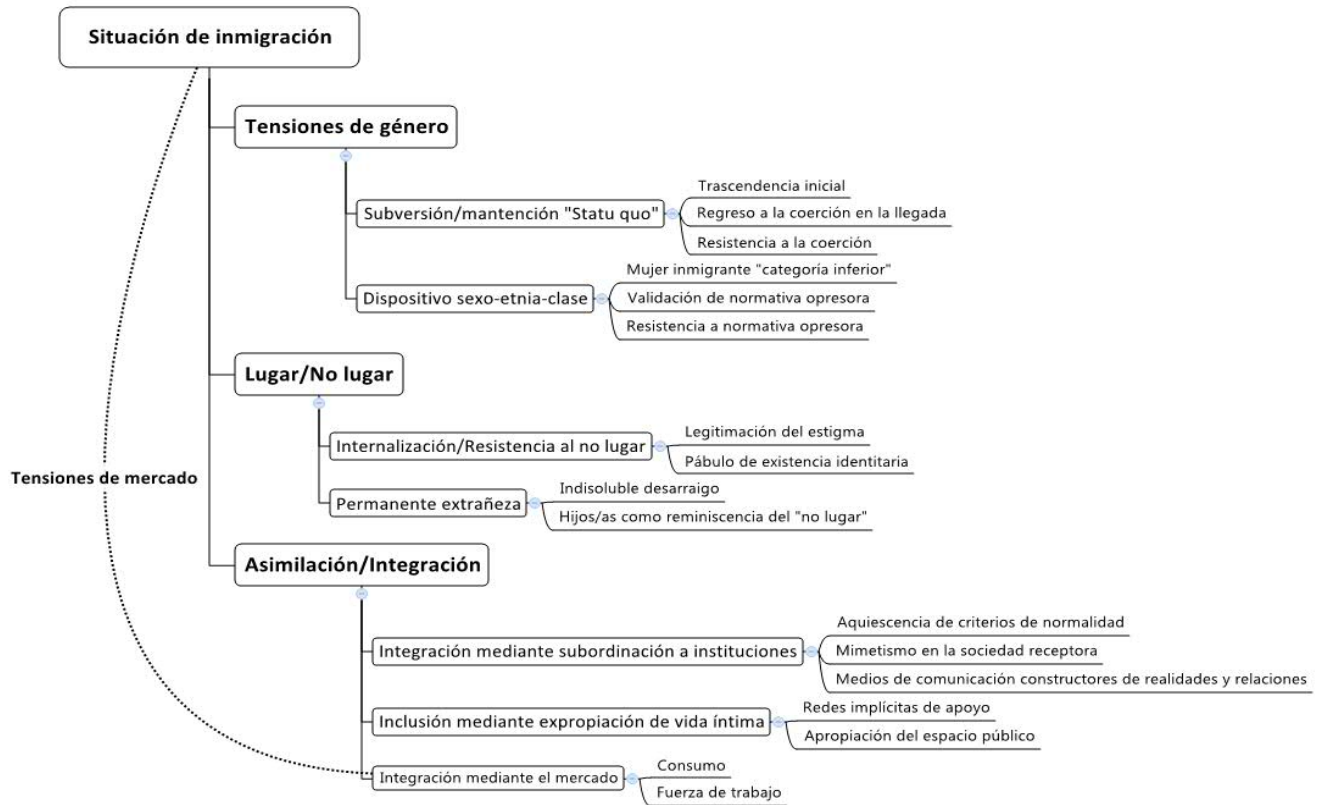 Situación de inmigración
Tensiones de género
Subversión/mantención "Statu quo"
Trascendencia inicial
Regreso a la coerción en la llegada
Resistencia a la coerción
Dispositivo sexo-etnia-clase
Mujer inmigrante "categoría inferior"
Validación de normativa opresora
Resistencia a normativa opresora
Lugar/No lugar
Internalización/Resistencia al no lugar
Legitimación del estigma
Pábulo de existencia identitaria
Permanente extrañeza
Indisoluble desarraigo
Hijos/as como reminiscencia del "no lugar"
Tensiones de mercado
Asimilación/Integración
Integración mediante subordinación a instituciones
Aquiescencia de criterios de normalidad
Mimetismo en la sociedad receptora
Medios de comunicación constructores de realidades y relaciones
Inclusión mediante expropiación de vida íntima
Redes implícitas de apoyo
Apropiación del espacio público
Integración mediante el mercado
Consumo
Fuerza de trabajo